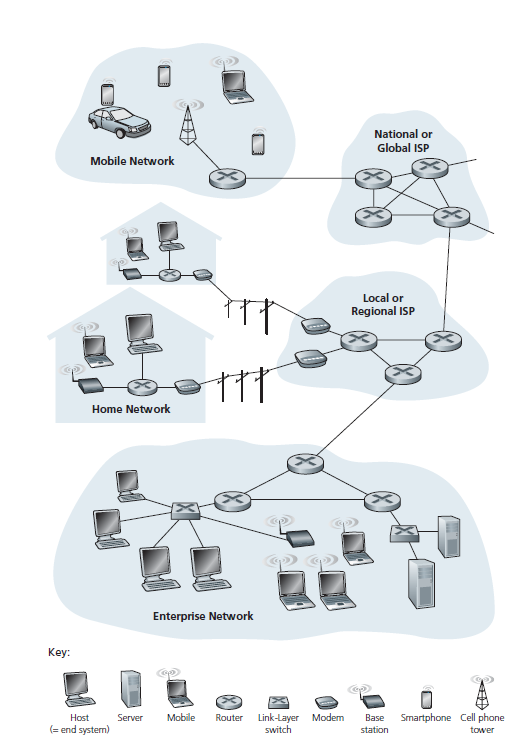 National or
Global ISP
Mobile Network
Local or
Regional ISP
Home Network
Enterprise Network
Key:
Host
(= end system)
Server
Mobile
Router
Link-Layer
switch
Modem
Base
station
Smartphone
Cell phone
tower